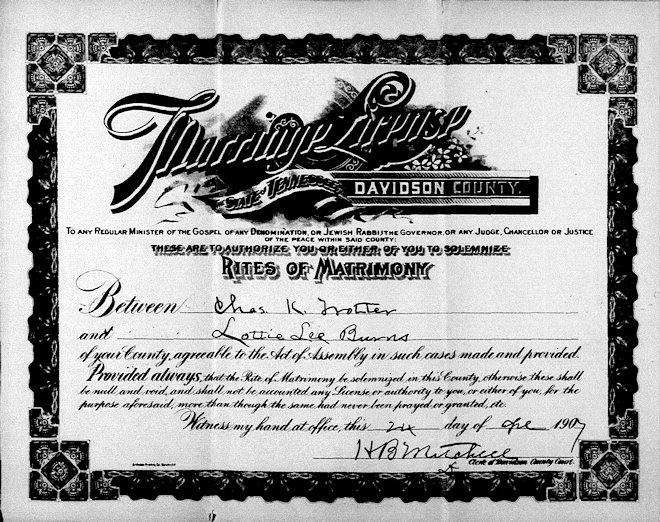 Marriage License
STATE of TENNESSEE
DAVIDSON COUNTY.
TO ANY REGULAR MINISTER OF THE GOSPEL OF ANY DENOMINATION, OR JEWISH RABBI, THE GOVERNOR, OR ANY JUDGE, CHANCELLOR OR JUSTICE
OF THE PEACE WITHIN SAID COUNTY:
THESE ARE TO AUTHORIZE YOU OR EITHER OF YOU TO SOLEMNIZE
RITES OF MATRIMONY
Between Chas. K. Trotter
and Lottie Lee Burns
of your County, agreeable to the Act of Assembly in such cases made and provided.
Provided always, that the Rite of Matrimony be solemnized in this County, otherwise these shall
be null and void, and shall not be accounted any License or authority to you, or either of you, for the
purpose aforesaid, more than though the same had never been prayed or granted, etc.
Witness my hand at office, this day of 1907
H B Mitchell
Clerk of Davidson County Court.